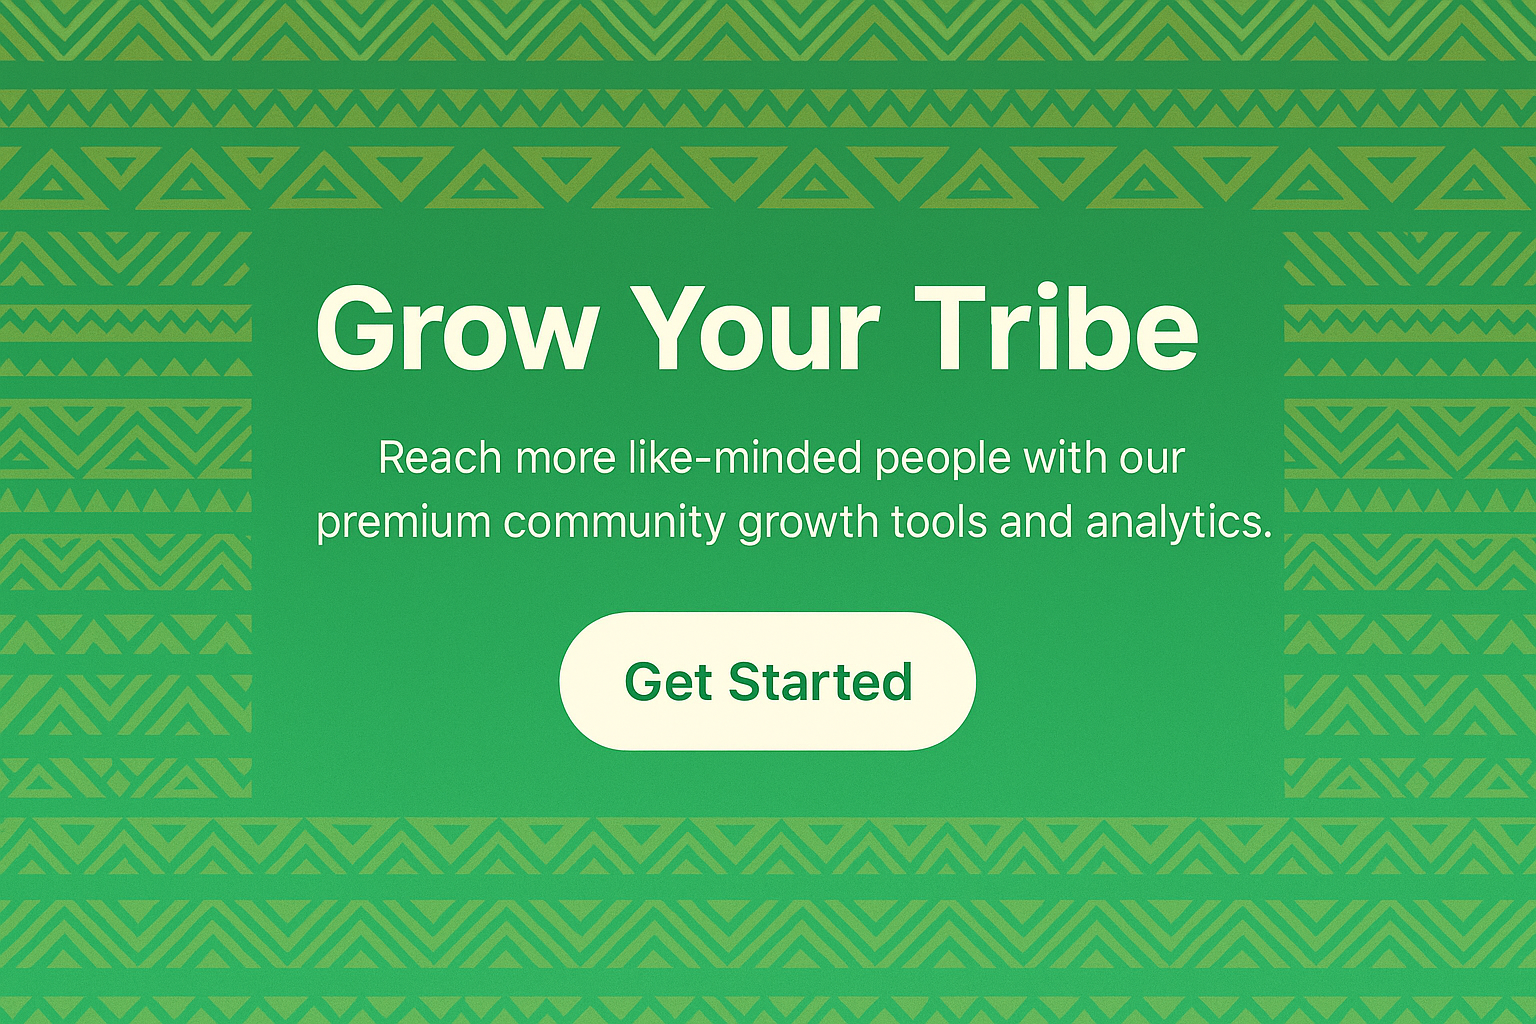 Grow Your Tribe
Reach more like-minded people with our
premium community growth tools and analytics.
Get Started